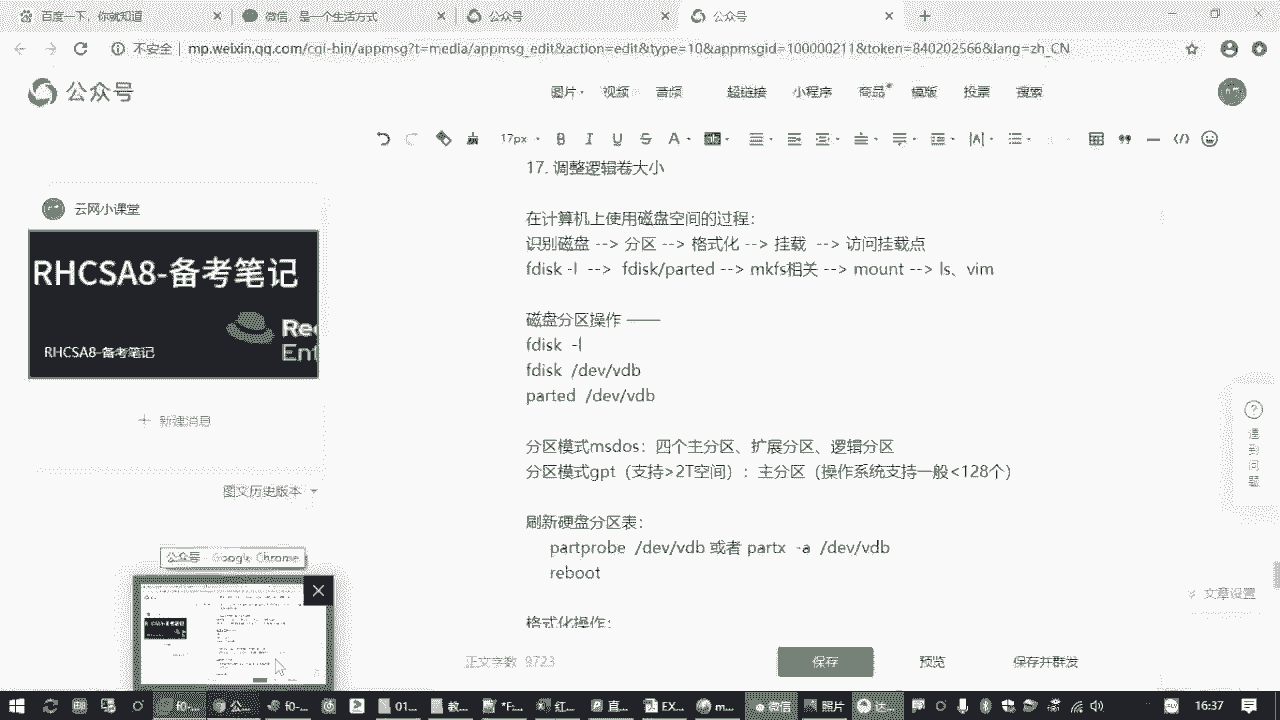 百度一下，你就知道
微信，是一个生活方式
公众号
公众号
不安全 | mp.weixin.qq.com/cgi-bin/appmsg?t=media/appmsg_edit&action=edit&type=10&appmsgid=100000211&token=840202566&lang=zh_CN
公众号
图片 视频 音频 超链接 小程序 商品 模版 投票 搜索
17px
17. 调整逻辑卷大小
云网小课堂
在计算机上使用磁盘空间的过程：
识别磁盘 --> 分区 --> 格式化 --> 挂载 --> 访问挂载点
fdisk -l --> fdisk/parted --> mkfs相关 --> mount --> ls、vim
RHCSA8-备考笔记
Re
Ent
RHCSA8-备考笔记
磁盘分区操作 ——
fdisk -l
fdisk /dev/vdb
parted /dev/vdb
新建消息
遇到问题
分区模式msdos：四个主分区、扩展分区、逻辑分区
分区模式gpt（支持>2T空间）：主分区（操作系统支持一般<128个）
图文历史版本
刷新硬盘分区表：
partprobe /dev/vdb 或者 partx -a /dev/vdb
reboot
公众号 - Google Chrome
文章设置
格式化操作：
正文字数 9723
保存
预览
保存并群发
微信
照片
16:37